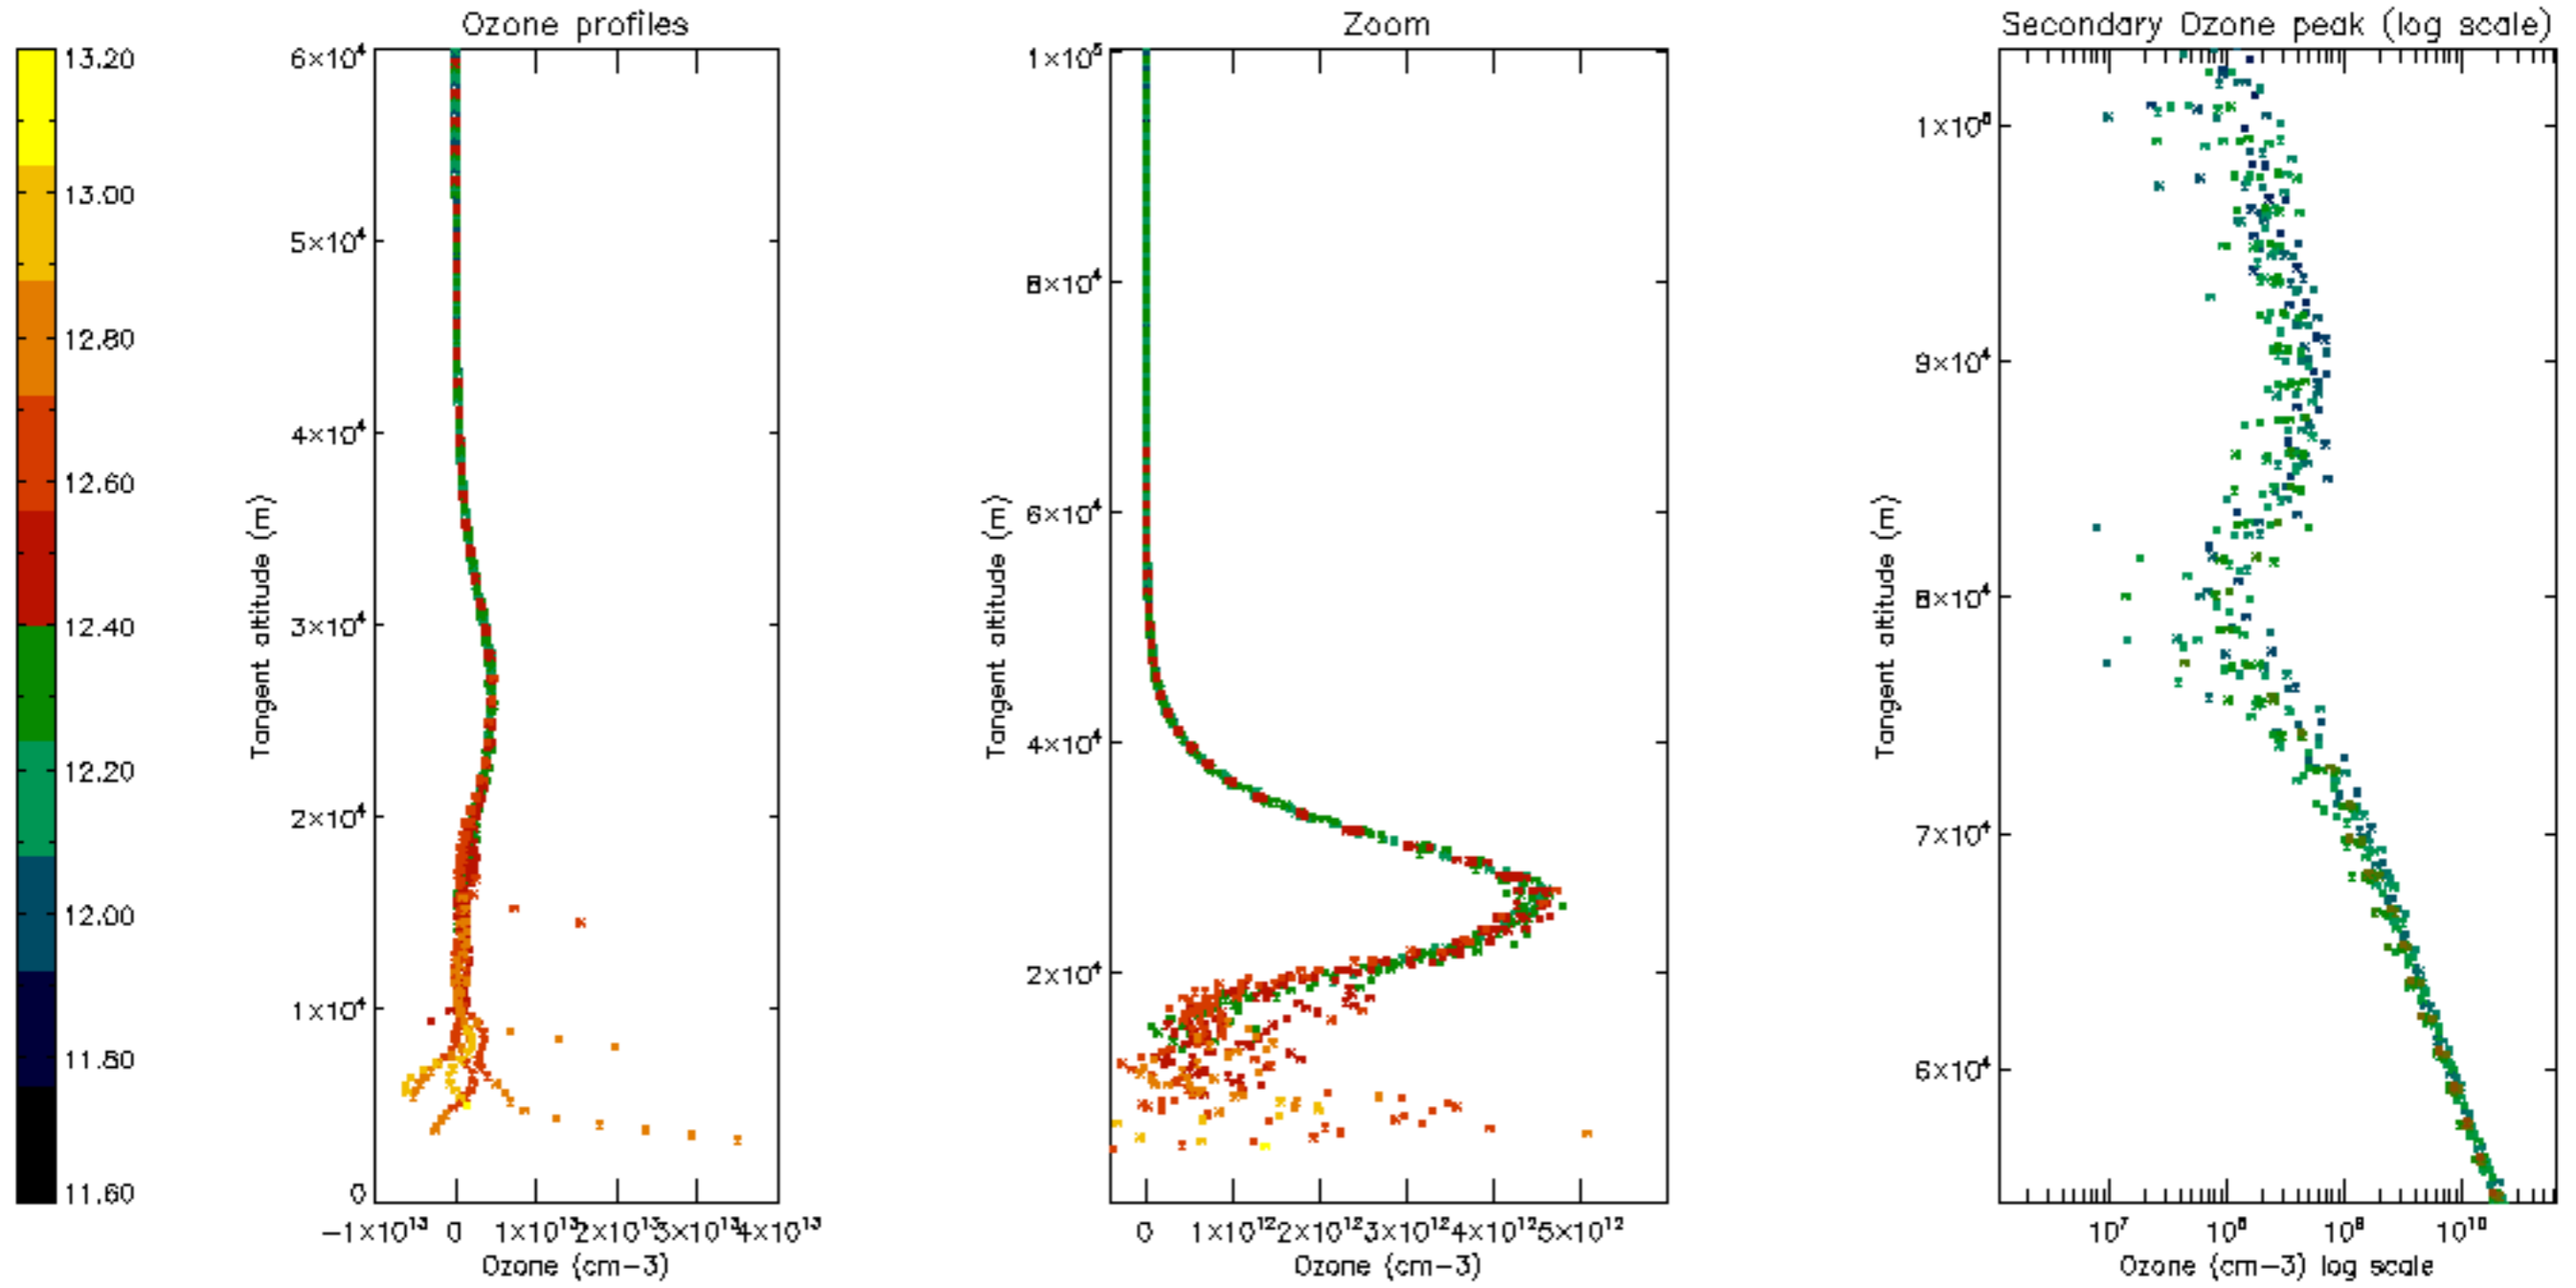 Ozone profiles
Zoom
Secondary Ozone peak (log scale)
13.20
13.00
12.80
12.60
12.40
12.20
12.00
11.80
11.60
6×10⁴
5×10⁴
4×10⁴
3×10⁴
2×10⁴
1×10⁴
0
Tangent altitude (m)
−1×10¹³ 0 1×10¹³ 2×10¹³ 3×10¹³ 4×10¹³
Ozone (cm−3)
1×10⁵
8×10⁴
6×10⁴
4×10⁴
2×10⁴
Tangent altitude (m)
0 1×10¹² 2×10¹² 3×10¹² 4×10¹² 5×10¹²
Ozone (cm−3)
1×10⁵
9×10⁴
8×10⁴
7×10⁴
6×10⁴
Tangent altitude (m)
10⁷ 10⁸ 10⁹ 10¹⁰
Ozone (cm−3) log scale